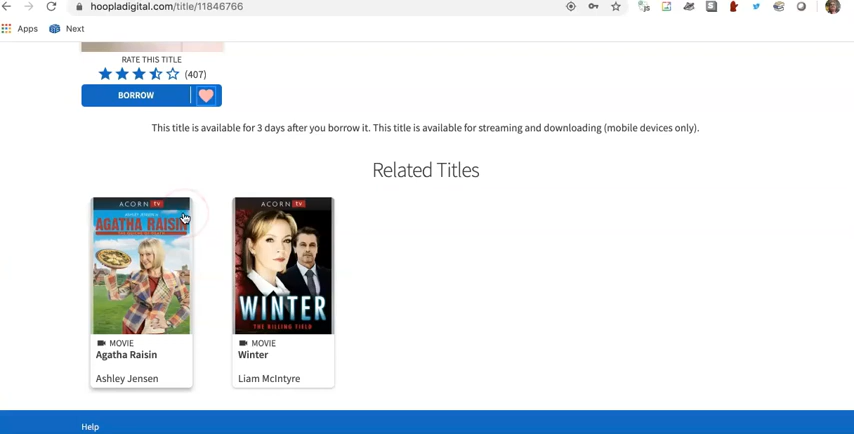 hoopladigital.com/title/11846766
Apps Next
RATE THIS TITLE
(407)
BORROW
This title is available for 3 days after you borrow it. This title is available for streaming and downloading (mobile devices only).
Related Titles
ACORN tv
AGATHA RAISIN
MOVIE
Agatha Raisin
Ashley Jensen
ACORN tv
WINTER
THE KILLING FIELD
MOVIE
Winter
Liam McIntyre
Help